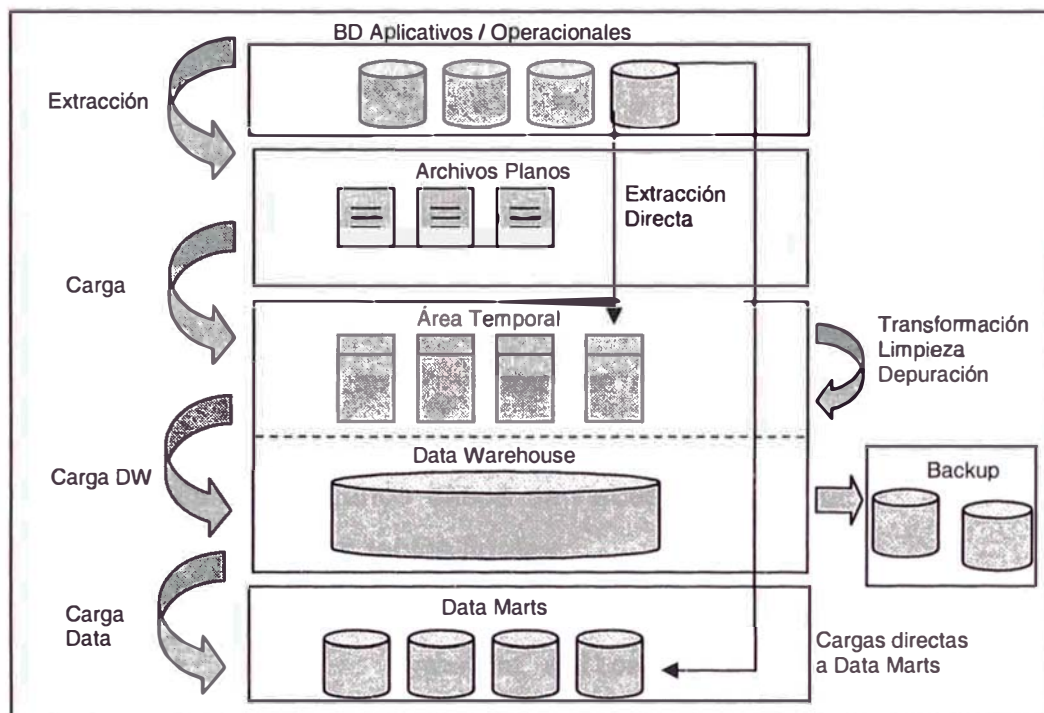 BD Aplicativos / Operacionales
Extracción
Archivos Planos
Extracción
Directa
Carga
Área Temporal
Transformación
Limpieza
Depuración
Carga DW
Data Warehouse
Backup
Carga
Data
Data Marts
Cargas directas
a Data Marts